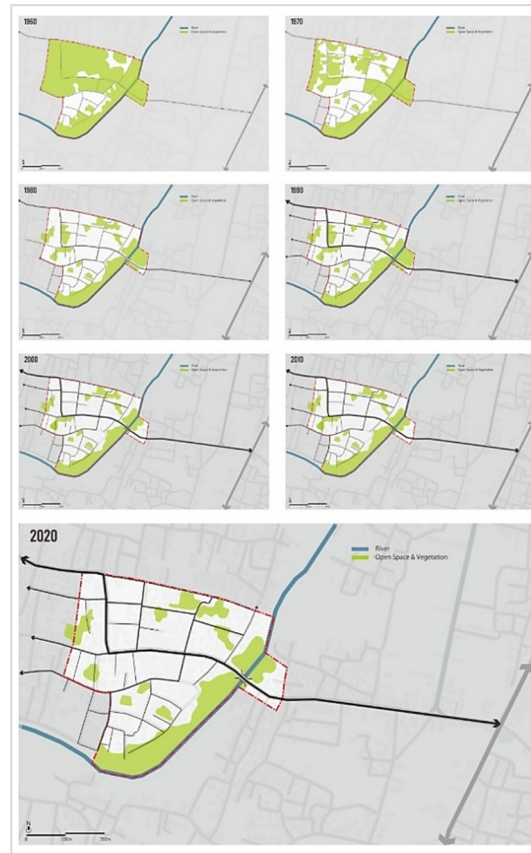 1960
River
Open Space & Vegetation
1970
River
Open Space & Vegetation
1980
River
Open Space & Vegetation
1990
River
Open Space & Vegetation
2000
River
Open Space & Vegetation
2010
River
Open Space & Vegetation
2020
River
Open Space & Vegetation
N
0
100m